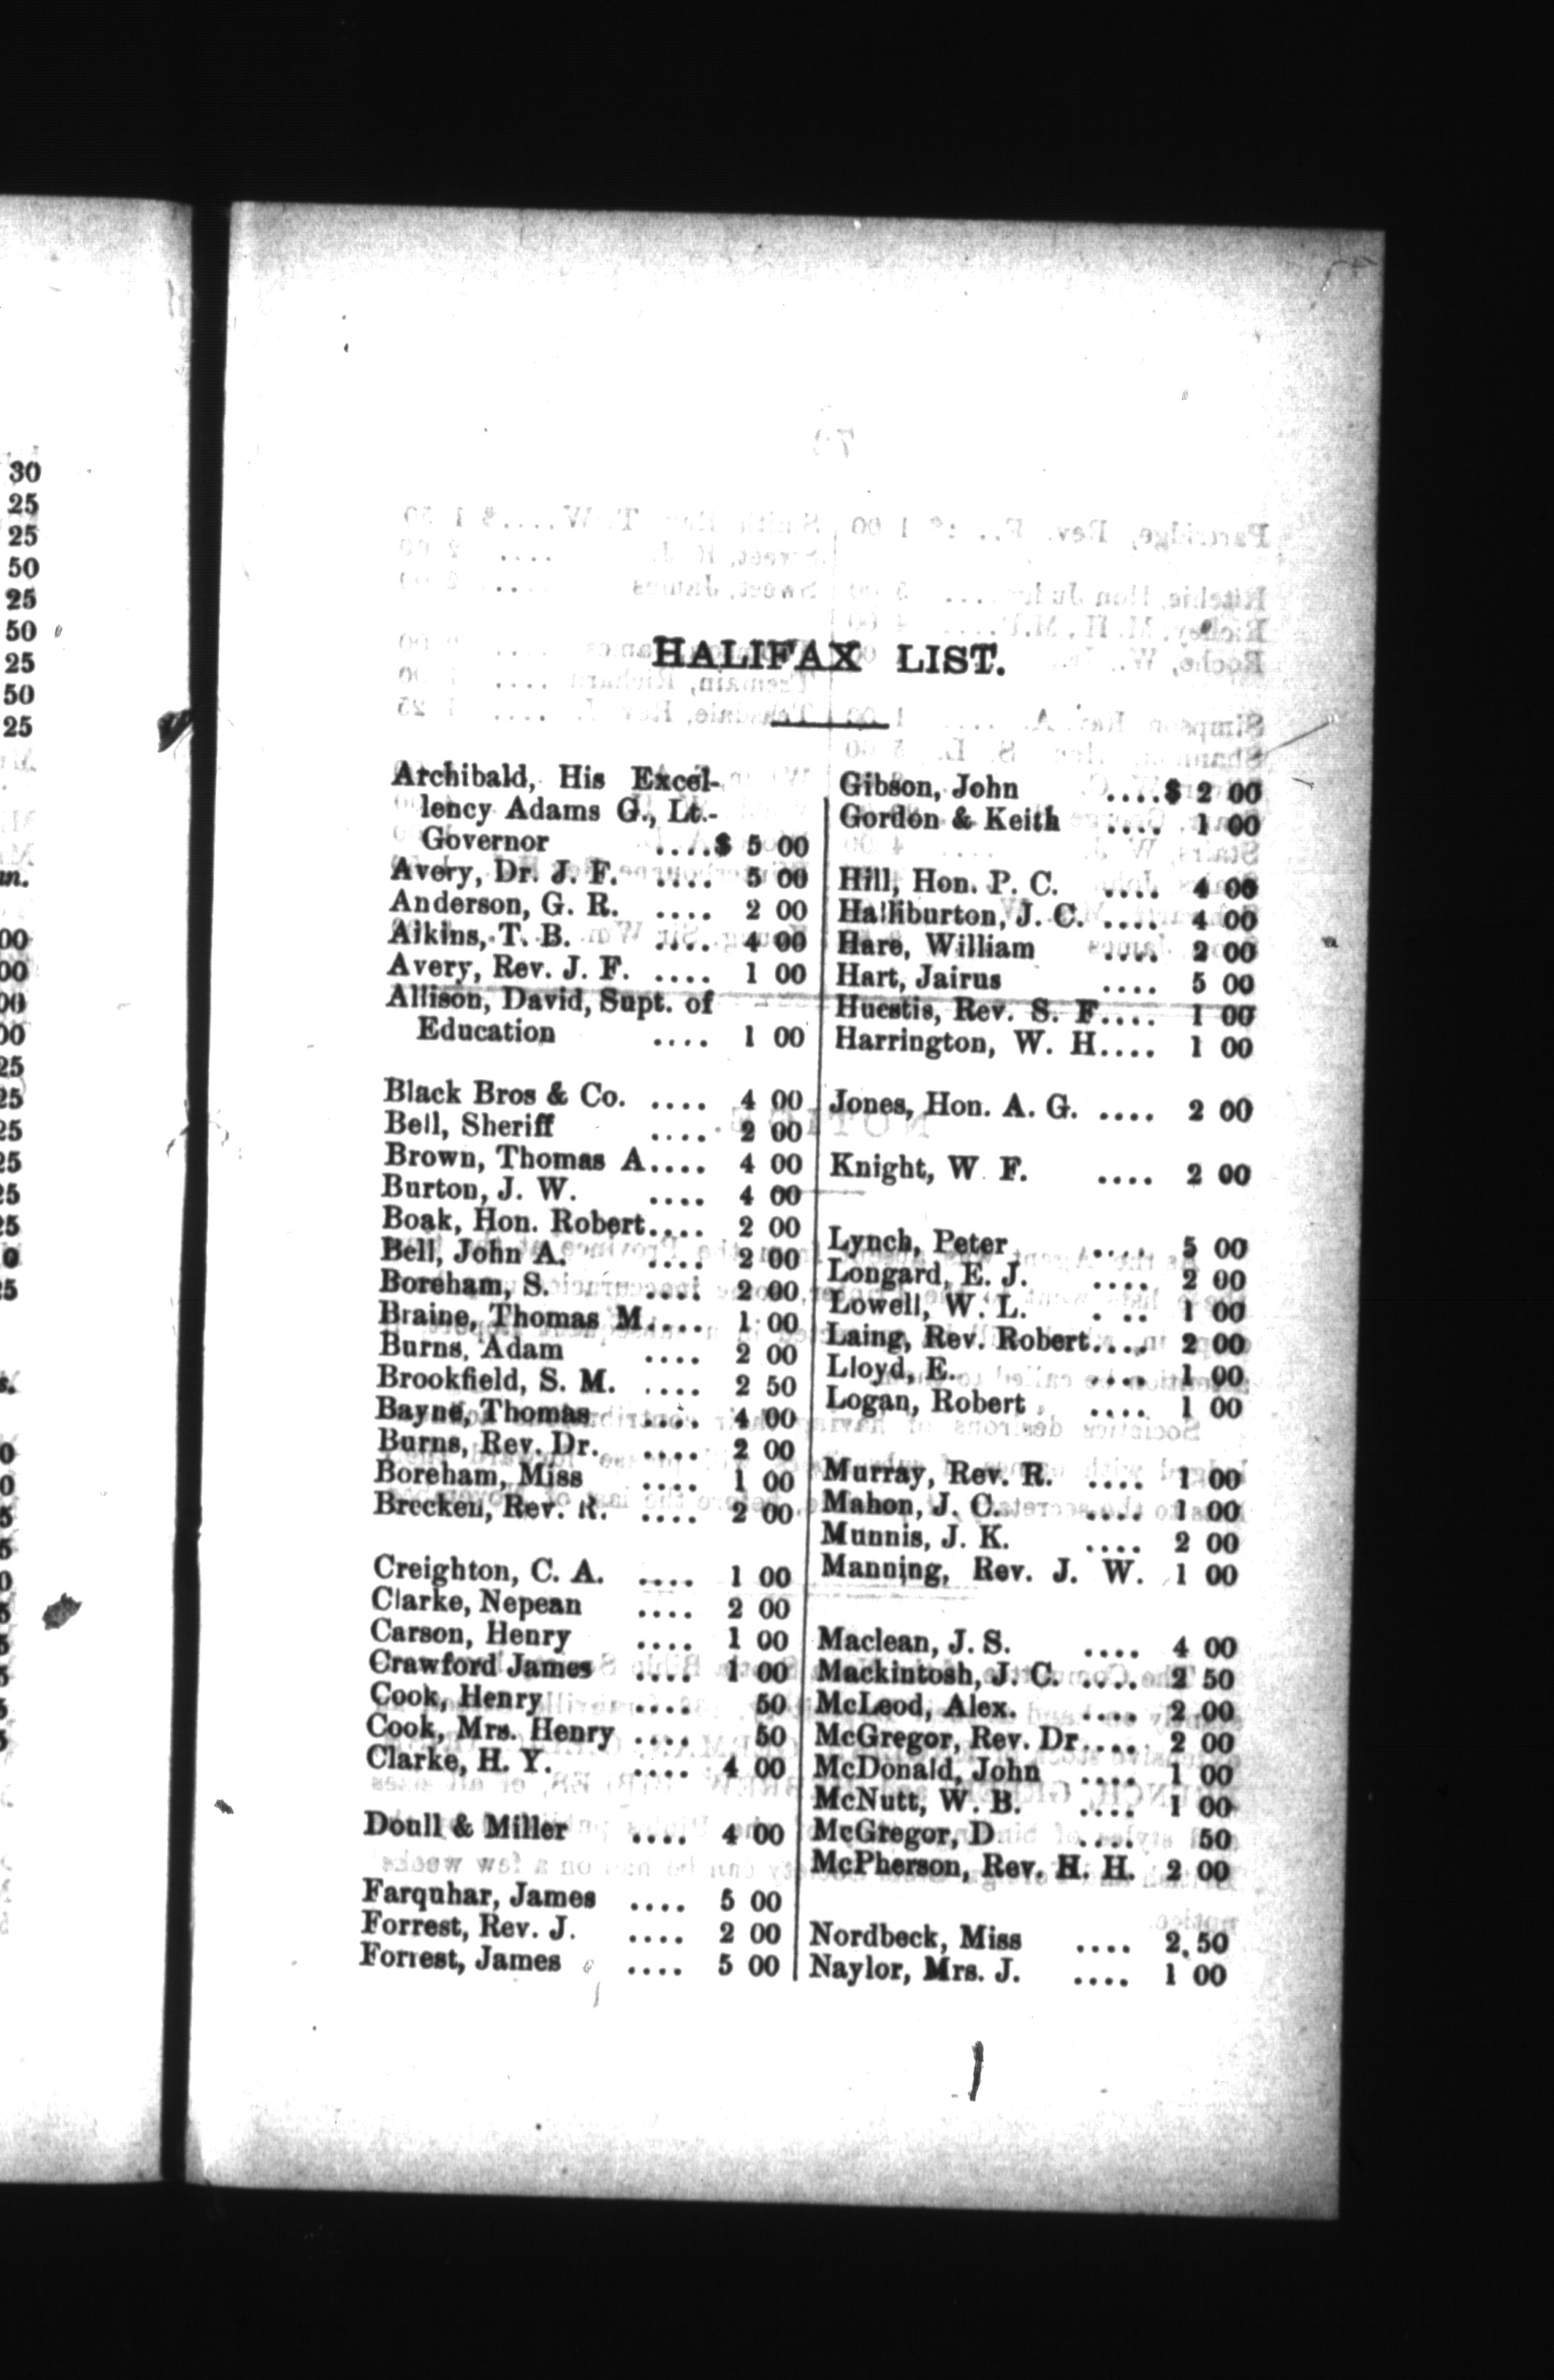 30
25
25
50
25
50
25
50
25
HALIFAX LIST.
Archibald, His Excel-
lency Adams G., Lt.-
Governor ....$ 5 00
Avery, Dr. J. F. .... 5 00
Anderson, G. R. .... 2 00
Aikins, T. B. .... 4 00
Avery, Rev. J. F. .... 1 00
Allison, David, Supt. of
Education .... 1 00
Black Bros & Co. .... 4 00
Bell, Sheriff .... 2 00
Brown, Thomas A.... 4 00
Burton, J. W. .... 4 00
Boak, Hon. Robert.... 2 00
Bell, John A. .... 2 00
Boreham, S. .... 2 00
Braine, Thomas M.... 1 00
Burns, Adam .... 2 00
Brookfield, S. M. .... 2 50
Bayne, Thomas .... 4 00
Burns, Rev. Dr. .... 2 00
Boreham, Miss .... 1 00
Brecken, Rev. R. .... 2 00
Creighton, C. A. .... 1 00
Clarke, Nepean .... 2 00
Carson, Henry .... 1 00
Crawford James .... 1 00
Cook, Henry .... 50
Cook, Mrs. Henry .... 50
Clarke, H. Y. .... 4 00
Doull & Miller .... 4 00
Farquhar, James .... 5 00
Forrest, Rev. J. .... 2 00
Forrest, James .... 5 00
Gibson, John ....$ 2 00
Gordon & Keith .... 1 00
Hill, Hon. P. C. .... 4 00
Halliburton, J. C. .... 4 00
Hare, William .... 2 00
Hart, Jairus .... 5 00
Huestis, Rev. S. F.... 1 00
Harrington, W. H.... 1 00
Jones, Hon. A. G. .... 2 00
Knight, W F. .... 2 00
Lynch, Peter .... 5 00
Longard, E. J. .... 2 00
Lowell, W. L. . .. 1 00
Laing, Rev. Robert.... 2 00
Lloyd, E. .... 1 00
Logan, Robert .... 1 00
Murray, Rev. R. .... 1 00
Mahon, J. C. .... 1 00
Munnis, J. K. .... 2 00
Manning, Rev. J. W. 1 00
Maclean, J. S. .... 4 00
Mackintosh, J. C. .... 2 50
McLeod, Alex. .... 2 00
McGregor, Rev. Dr.... 2 00
McDonald, John .... 1 00
McNutt, W. B. .... 1 00
McGregor, D .... 50
McPherson, Rev. H. H. 2 00
Nordbeck, Miss .... 2.50
Naylor, Mrs. J. .... 1 00